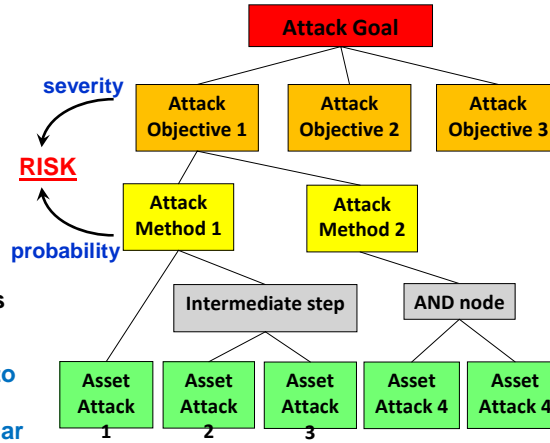 Attack Goal
severity
Attack Attack Attack
Objective 1 Objective 2 Objective 3
RISK
Attack Attack
Method 1 Method 2
probability
Intermediate step AND node
s
to
Asset Asset Asset Asset Asset
Attack Attack Attack Attack 4 Attack 4
1 2 3
ar